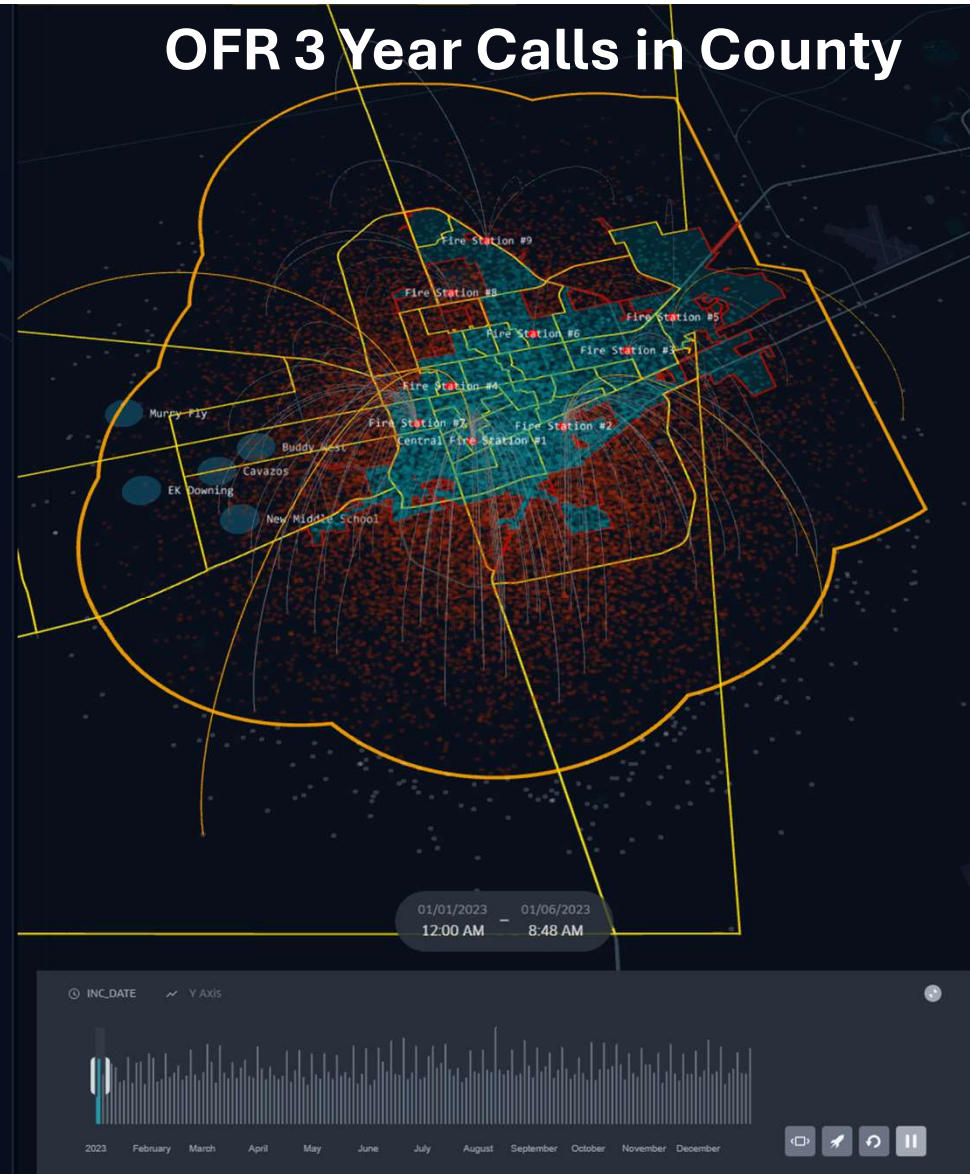 OFR 3 Year Calls in County
Fire Station #9
Fire Station #8
Fire Station #5
Fire Station #6
Fire Station #3
Fire Station #4
Murry Fly
Fire Station #7
Fire Station #2
Central Fire Station #1
Buddy West
Cavazos
EK Downing
New Middle School
01/01/2023 – 01/06/2023
12:00 AM 8:48 AM
INC_DATE Y Axis
2023 February March April May June July August September October November December